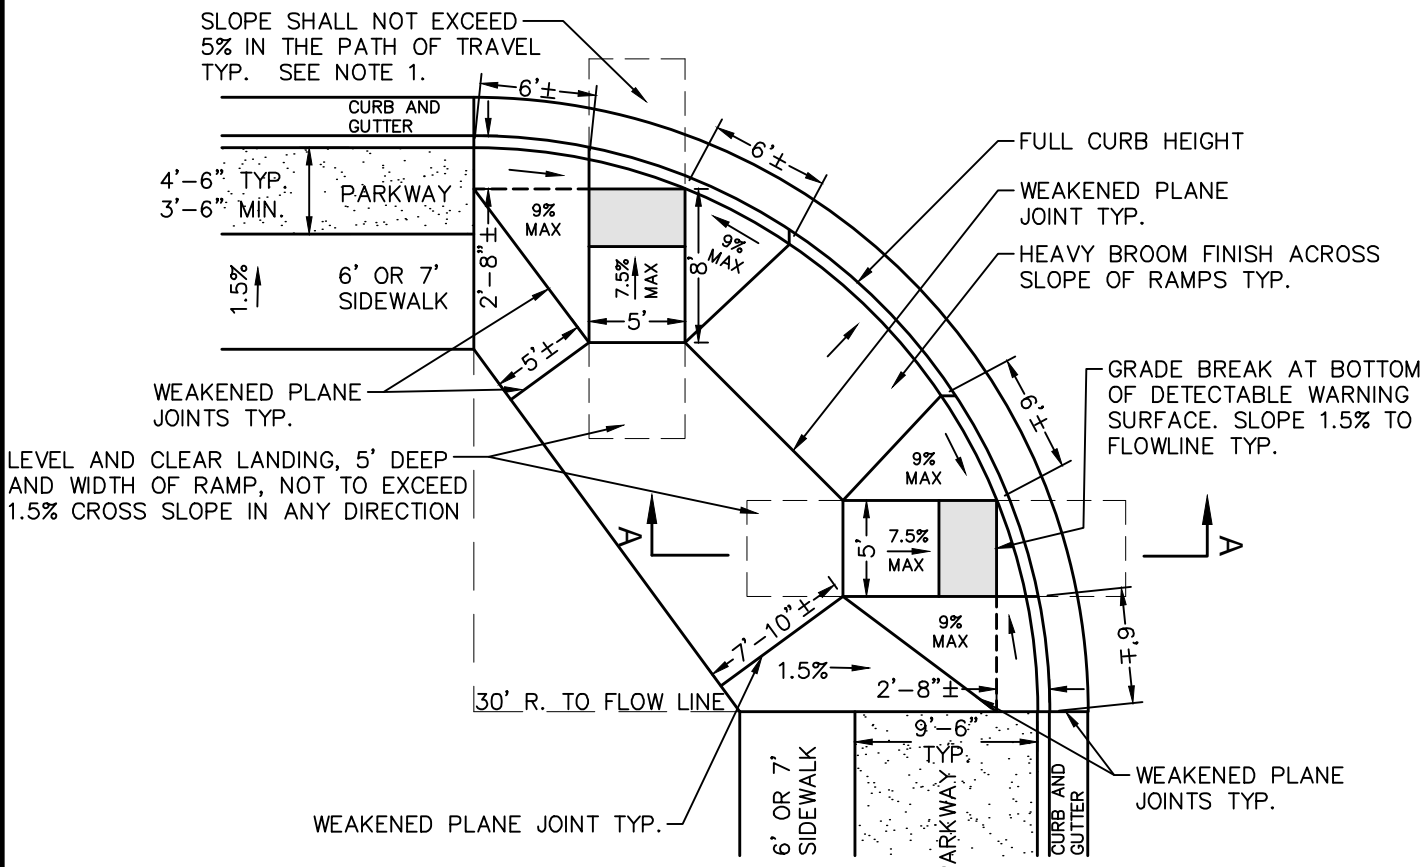 SLOPE SHALL NOT EXCEED
5% IN THE PATH OF TRAVEL
TYP.  SEE NOTE 1.
6'±
CURB AND
GUTTER
6'±
FULL CURB HEIGHT
4'-6" TYP.
3'-6" MIN.
PARKWAY
WEAKENED PLANE
JOINT TYP.
9%
MAX
9%
MAX
HEAVY BROOM FINISH ACROSS
SLOPE OF RAMPS TYP.
1.5%
6' OR 7'
SIDEWALK
2'-8"±
7.5%
MAX
8'
5'
5'±
WEAKENED PLANE
JOINTS TYP.
GRADE BREAK AT BOTTOM
OF DETECTABLE WARNING
SURFACE. SLOPE 1.5% TO
FLOWLINE TYP.
6'±
LEVEL AND CLEAR LANDING, 5' DEEP
AND WIDTH OF RAMP, NOT TO EXCEED
1.5% CROSS SLOPE IN ANY DIRECTION
9%
MAX
A
5'
7.5%
MAX
A
7'-10"±
9%
MAX
6'±
1.5%
2'-8"±
30' R. TO FLOW LINE
9'-6"
TYP.
6' OR 7'
SIDEWALK
CURB AND
GUTTER
WEAKENED PLANE
JOINTS TYP.
WEAKENED PLANE JOINT TYP.